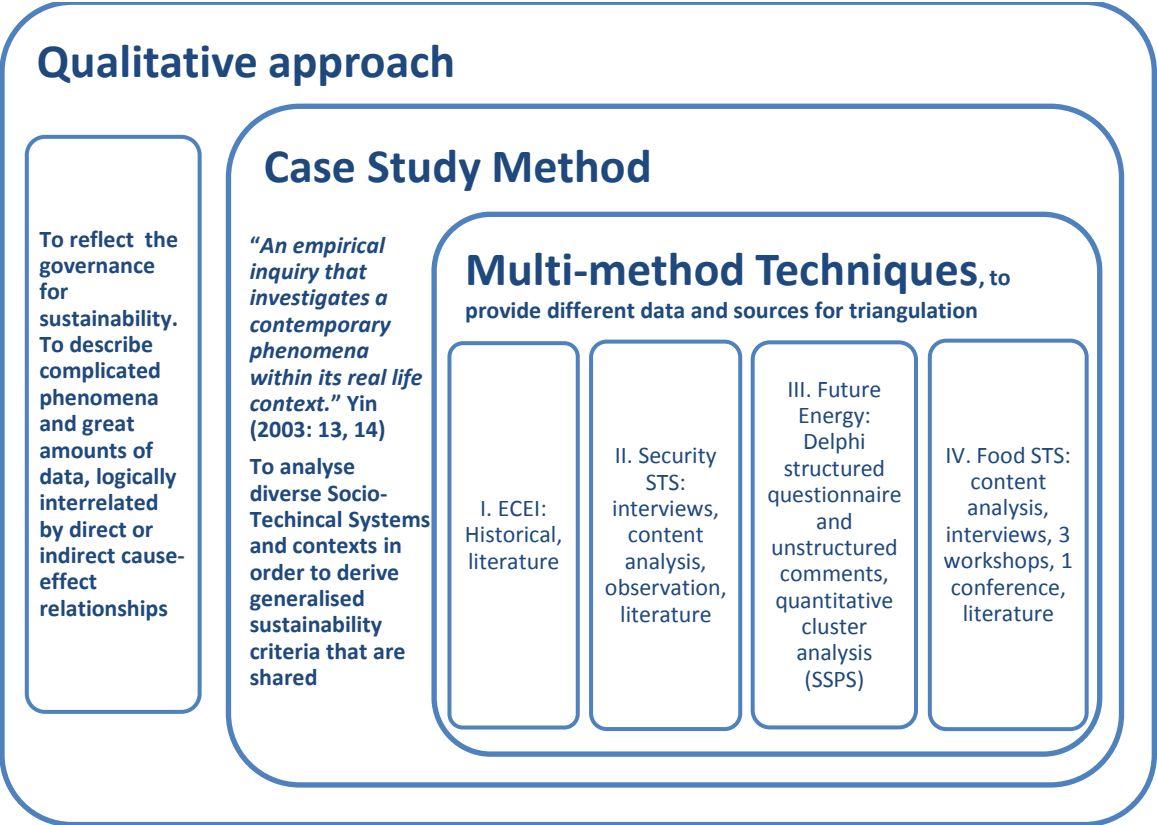 Qualitative approach
To reflect  the
governance
for
sustainability.
To describe
complicated
phenomena
and great
amounts of
data, logically
interrelated
by direct or
indirect cause-
effect
relationships
Case Study Method
“An empirical
inquiry that
investigates a
contemporary
phenomena
within its real life
context.” Yin
(2003: 13, 14)
To analyse
diverse Socio-
Techincal Systems
and contexts in
order to derive
generalised
sustainability
criteria that are
shared
Multi-method Techniques, to
provide different data and sources for triangulation
I. ECEI:
Historical,
literature
II. Security
STS:
interviews,
content
analysis,
observation,
literature
III. Future
Energy:
Delphi
structured
questionnaire
and
unstructured
comments,
quantitative
cluster
analysis
(SSPS)
IV. Food STS:
content
analysis,
interviews, 3
workshops, 1
conference,
literature